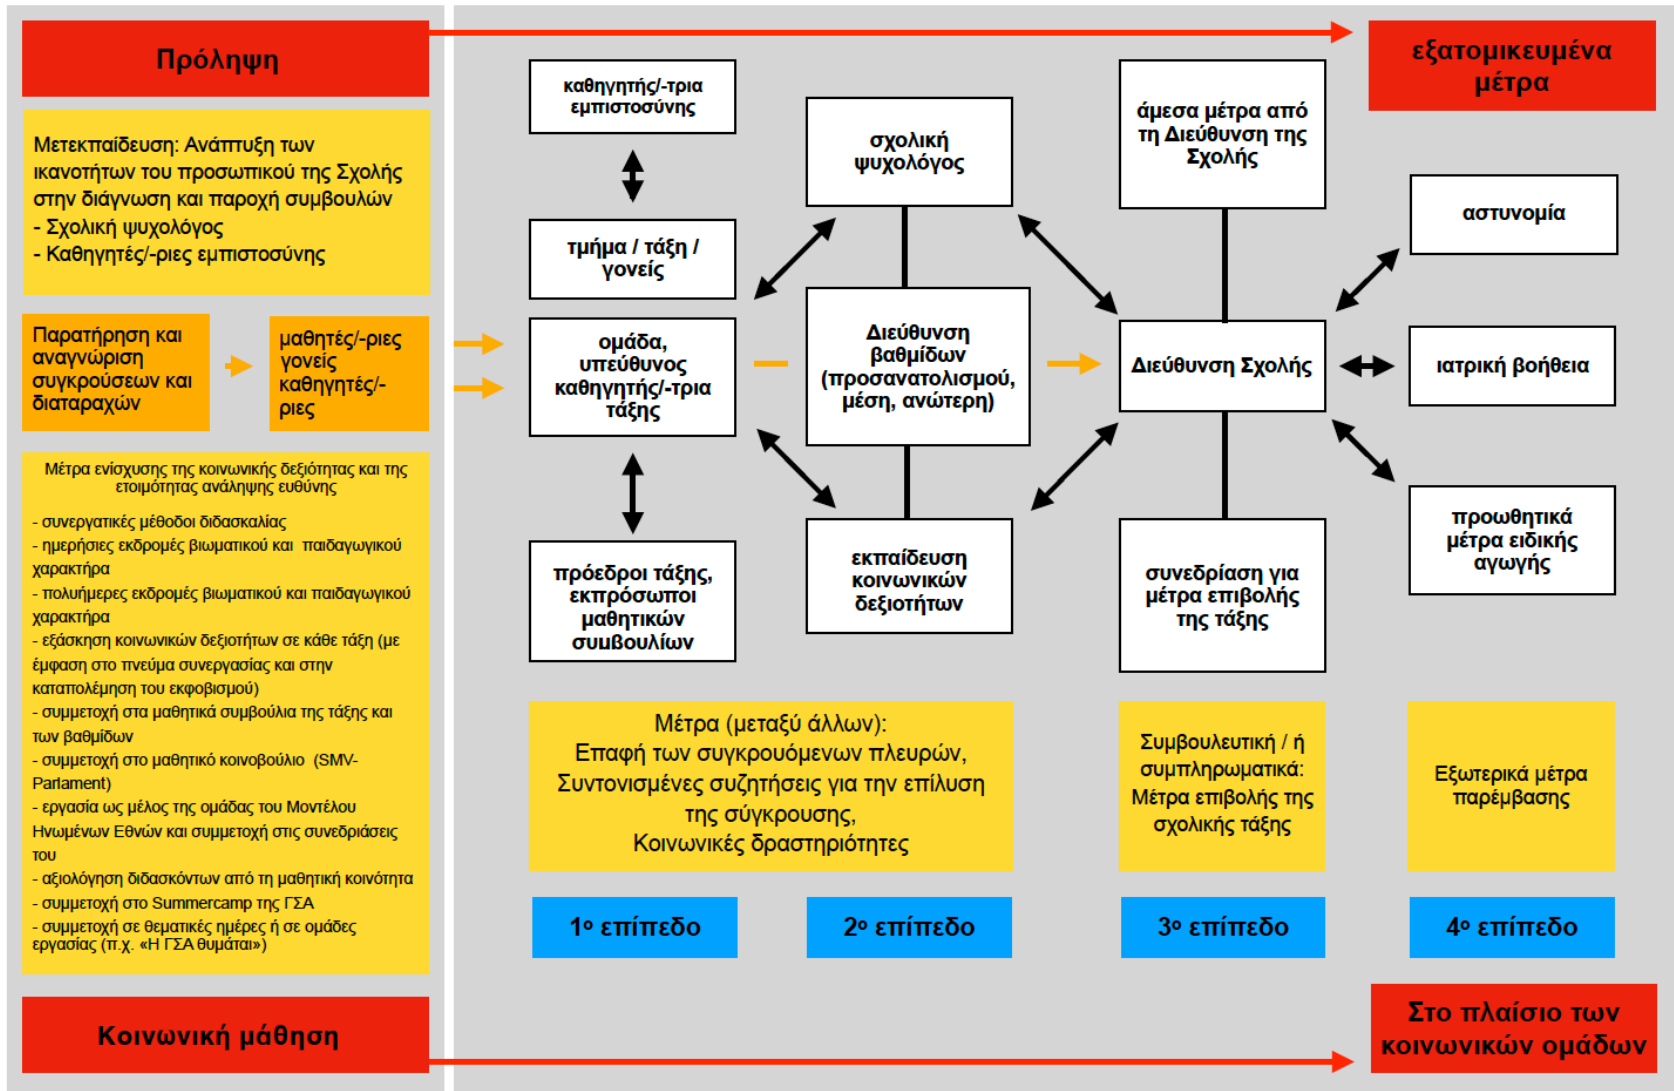 Πρόληψη
εξατομικευμένα
μέτρα
Μετεκπαίδευση: Ανάπτυξη των
ικανοτήτων του προσωπικού της Σχολής
στην διάγνωση και παροχή συμβουλών
- Σχολική ψυχολόγος
- Καθηγητές/-ριες εμπιστοσύνης
Παρατήρηση και
αναγνώριση
συγκρούσεων και
διαταραχών
μαθητές/-ριες
γονείς
καθηγητές/-
ριες
Μέτρα ενίσχυσης της κοινωνικής δεξιότητας και της
ετοιμότητας ανάληψης ευθύνης
- συνεργατικές μέθοδοι διδασκαλίας
- ημερήσιες εκδρομές βιωματικού και παιδαγωγικού
χαρακτήρα
- πολυήμερες εκδρομές βιωματικού και παιδαγωγικού
χαρακτήρα
- εξάσκηση κοινωνικών δεξιοτήτων σε κάθε τάξη (με
έμφαση στο πνεύμα συνεργασίας και στην
καταπολέμηση του εκφοβισμού)
- συμμετοχή στα μαθητικά συμβούλια της τάξης και
των βαθμίδων
- συμμετοχή στο μαθητικό κοινοβούλιο (SMV-
Parlament)
- εργασία ως μέλος της ομάδας του Μοντέλου
Ηνωμένων Εθνών και συμμετοχή στις συνεδριάσεις
του
- αξιολόγηση διδασκόντων από τη μαθητική κοινότητα
- συμμετοχή στο Summercamp της ΓΣΑ
- συμμετοχή σε θεματικές ημέρες ή σε ομάδες
εργασίας (π.χ. «Η ΓΣΑ θυμάται»)
Κοινωνική μάθηση
καθηγητής/-τρια
εμπιστοσύνης
τμήμα / τάξη /
γονείς
ομάδα,
υπεύθυνος
καθηγητής/-τρια
τάξης
πρόεδροι τάξης,
εκπρόσωποι
μαθητικών
συμβουλίων
σχολική
ψυχολόγος
Διεύθυνση
βαθμίδων
(προσανατολισμού,
μέση, ανώτερη)
εκπαίδευση
κοινωνικών
δεξιοτήτων
άμεσα μέτρα από
τη Διεύθυνση της
Σχολής
Διεύθυνση Σχολής
συνεδρίαση για
μέτρα επιβολής
της τάξης
αστυνομία
ιατρική βοήθεια
προωθητικά
μέτρα ειδικής
αγωγής
Μέτρα (μεταξύ άλλων):
Επαφή των συγκρουόμενων πλευρών,
Συντονισμένες συζητήσεις για την επίλυση
της σύγκρουσης,
Κοινωνικές δραστηριότητες
Συμβουλευτική / ή
συμπληρωματικά:
Μέτρα επιβολής της
σχολικής τάξης
Εξωτερικά μέτρα
παρέμβασης
1ο επίπεδο
2ο επίπεδο
3ο επίπεδο
4ο επίπεδο
Στο πλαίσιο των
κοινωνικών ομάδων